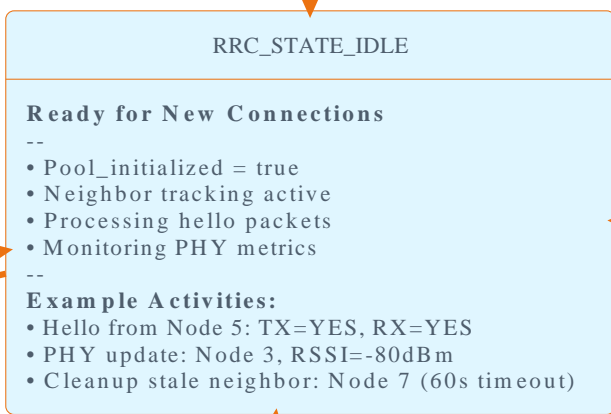 RRC_STATE_IDLE
Ready for New Connections
--
• Pool_initialized = true
• Neighbor tracking active
• Processing hello packets
• Monitoring PHY metrics
--
Example Activities:
• Hello from Node 5: TX=YES, RX=YES
• PHY update: Node 3, RSSI=-80dBm
• Cleanup stale neighbor: Node 7 (60s timeout)